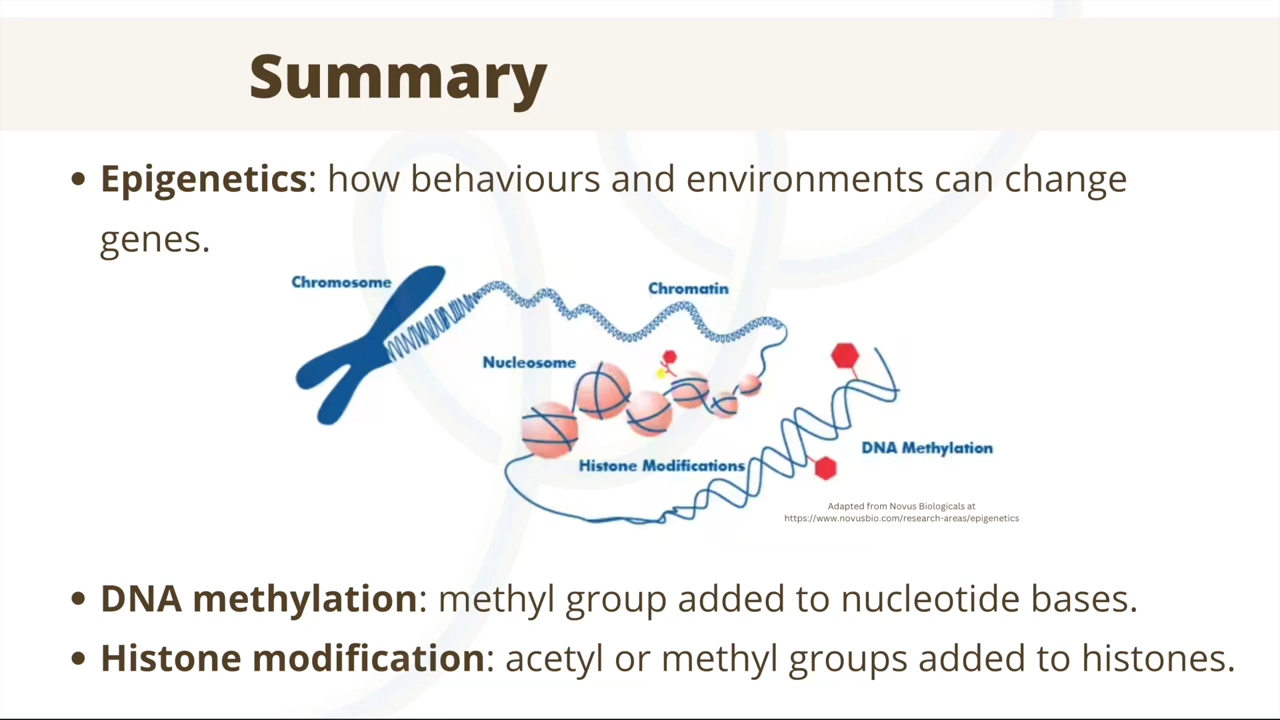 Summary
• Epigenetics: how behaviours and environments can change
genes.
Chromosome
Chromatin
Nucleosome
DNA Methylation
Histone Modifications
Adapted from Novus Biologicals at
https://www.novusbio.com/research-areas/epigenetics
• DNA methylation: methyl group added to nucleotide bases.
• Histone modification: acetyl or methyl groups added to histones.